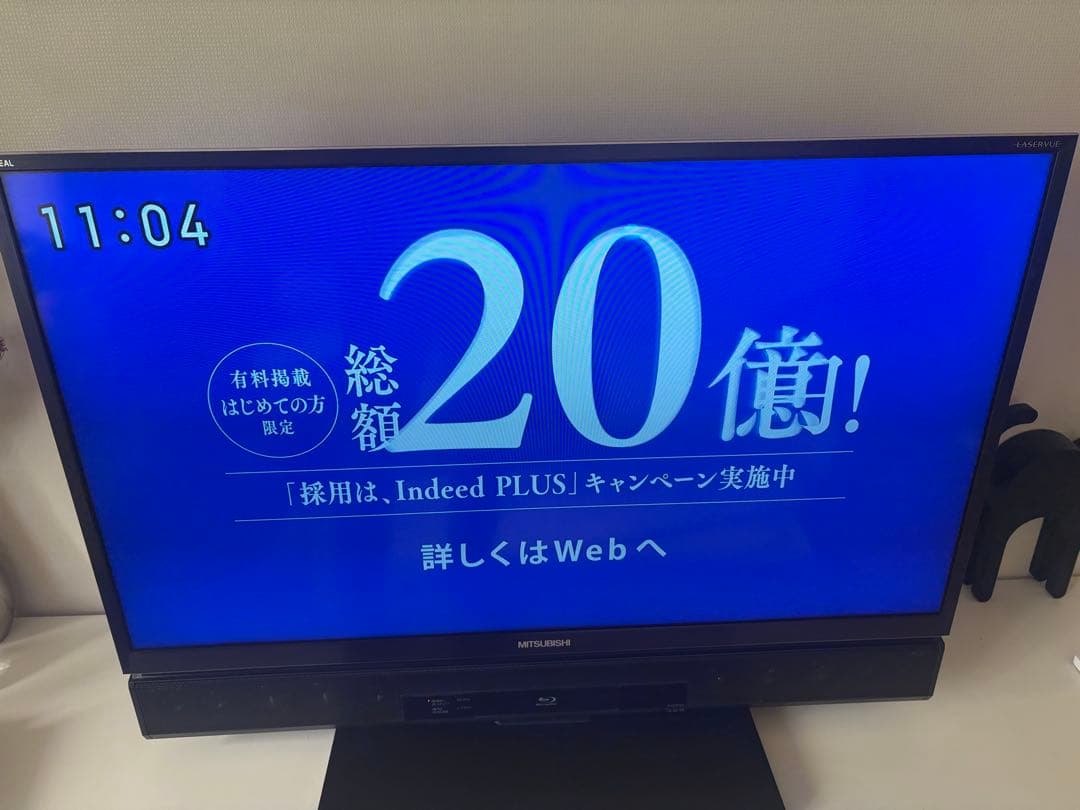 EAL
LASERVUE
11:04
有料掲載
はじめての方
限定
総額20億!
「採用は、Indeed PLUS」キャンペーン実施中
詳しくはWebへ
MITSUBISHI